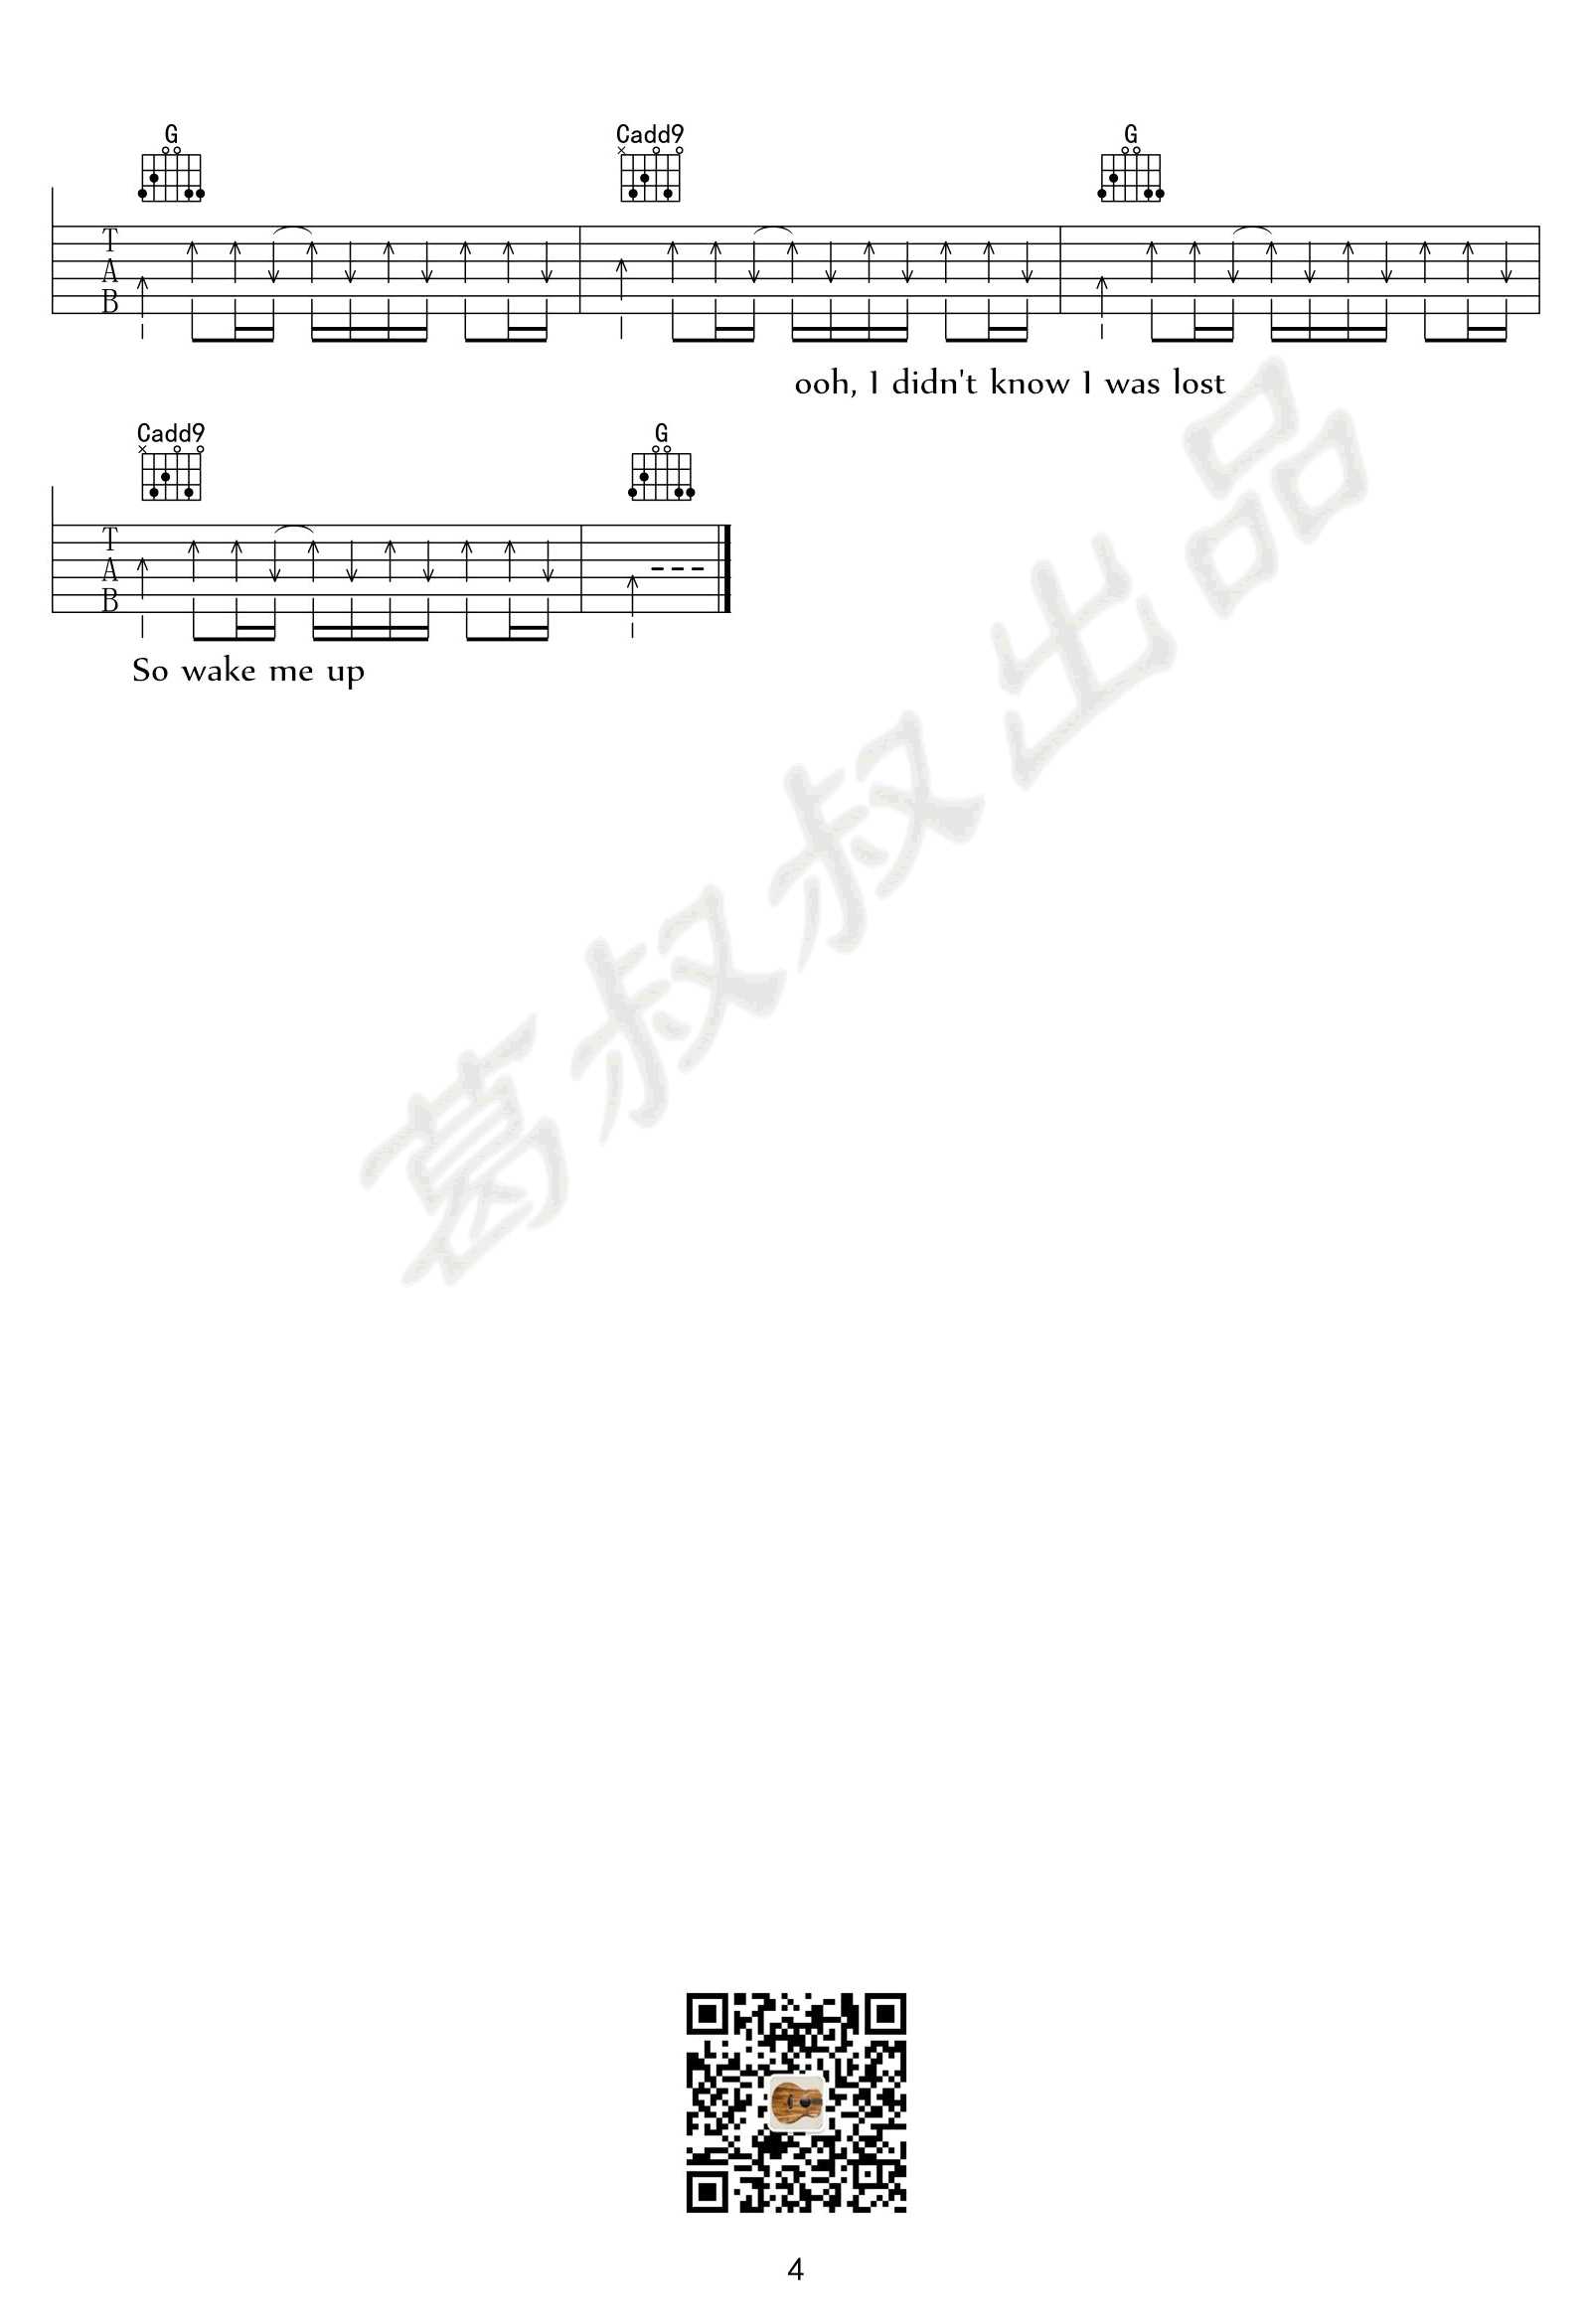 G Cadd9 G
T
A
B
ooh, I didn't know I was lost
Cadd9 G
T
A
B
So wake me up
葛叔叔出品
4